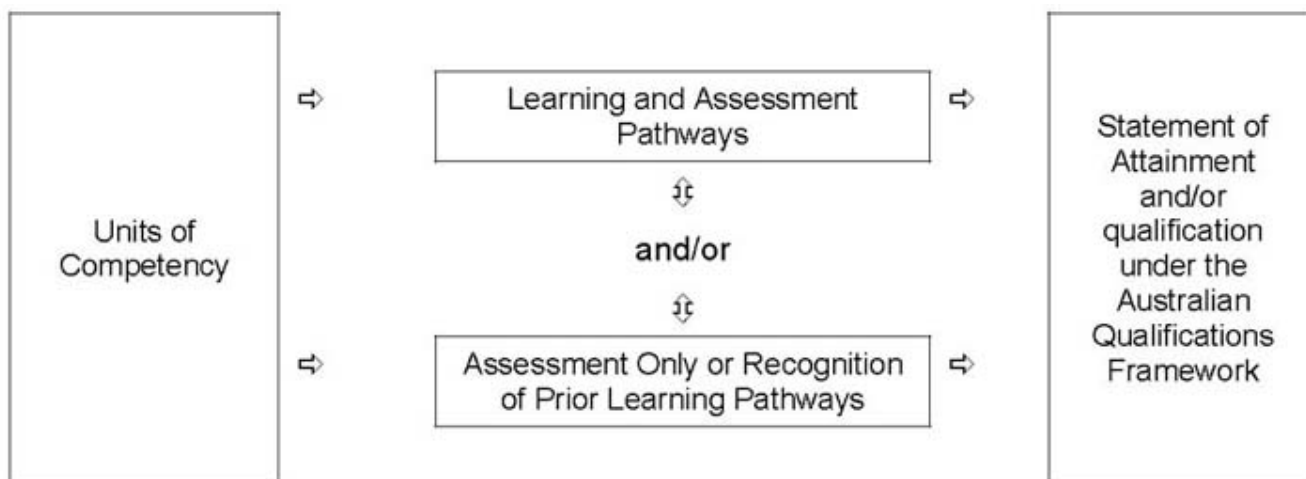 Units of
Competency
Learning and Assessment
Pathways
and/or
Assessment Only or Recognition
of Prior Learning Pathways
Statement of
Attainment
and/or
qualification
under the
Australian
Qualifications
Framework